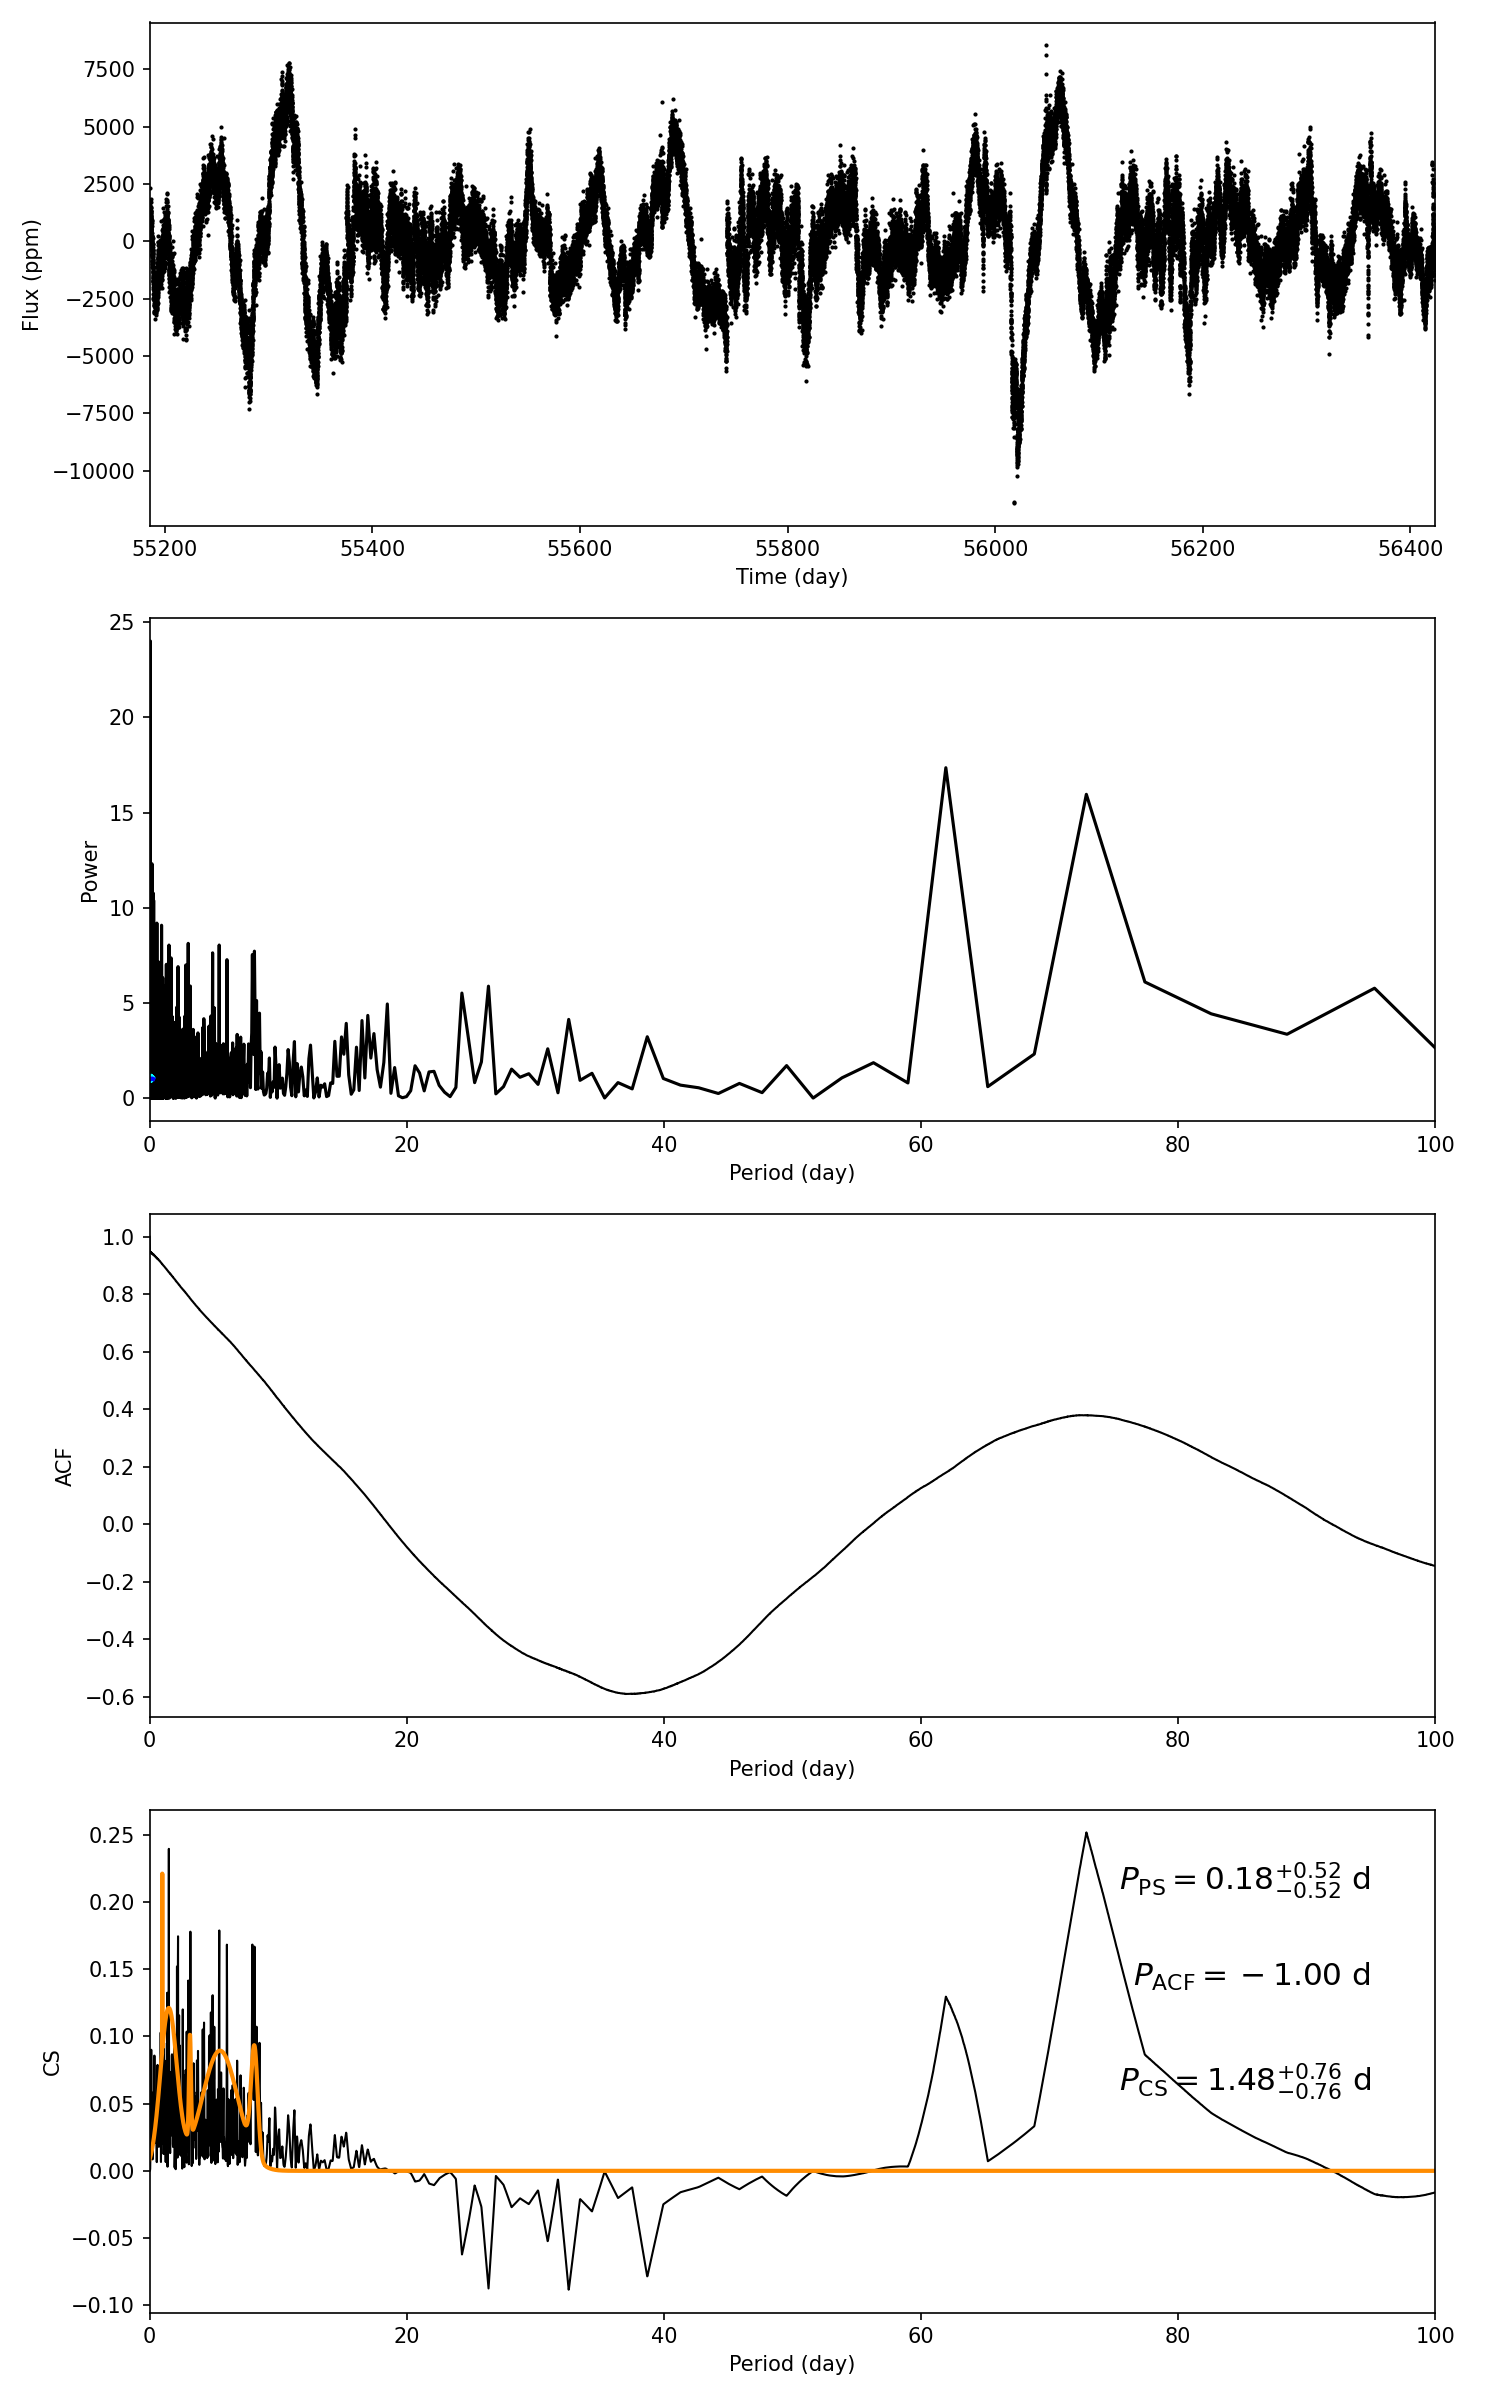 7500
5000
2500
0
−2500
−5000
−7500
−10000
Flux (ppm)
55200 55400 55600 55800 56000 56200 56400
Time (day)
25
20
15
10
5
0
Power
0 20 40 60 80 100
Period (day)
1.0
0.8
0.6
0.4
0.2
0.0
−0.2
−0.4
−0.6
ACF
0 20 40 60 80 100
Period (day)
0.25
0.20
0.15
0.10
0.05
0.00
−0.05
−0.10
CS
P_PS = 0.18^{+0.52}_{−0.52} d
P_ACF = −1.00 d
P_CS = 1.48^{+0.76}_{−0.76} d
0 20 40 60 80 100
Period (day)